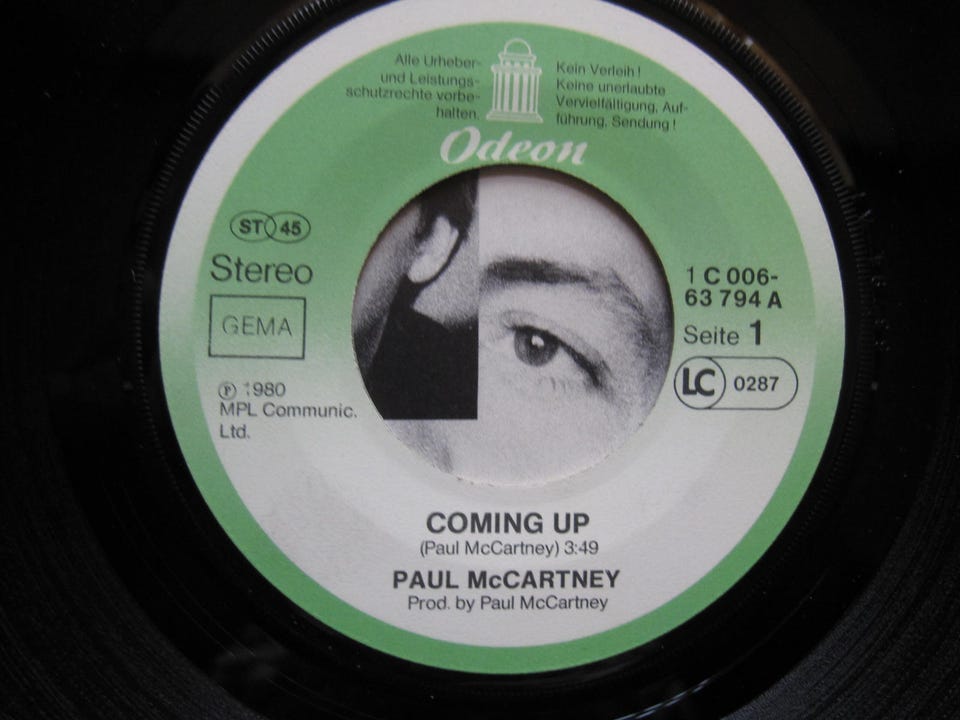 Alle Urheber-
und Leistungs-
schutzrechte vorbe-
halten.
Kein Verleih!
Keine unerlaubte
Vervielfältigung, Auf-
führung, Sendung!
Odeon
ST 45
Stereo
GEMA
℗ 1980
MPL Communic.
Ltd.
1 C 006-
63 794 A
Seite 1
LC 0287
COMING UP
(Paul McCartney) 3:49
PAUL McCARTNEY
Prod. by Paul McCartney